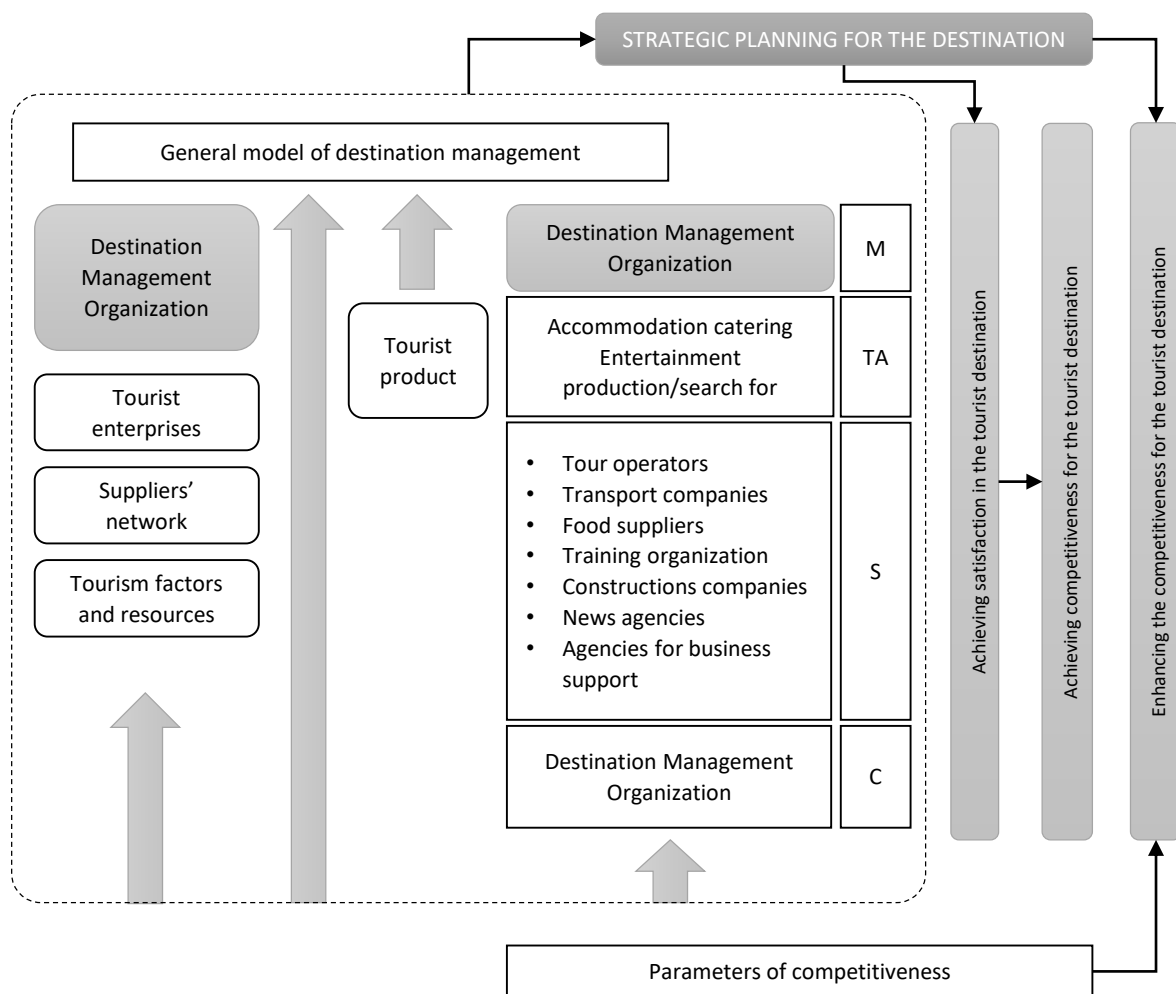 STRATEGIC PLANNING FOR THE DESTINATION
General model of destination management
Destination
Management
Organization
Tourist
enterprises
Suppliers’
network
Tourism factors
and resources
Tourist
product
Destination Management
Organization
M
Accommodation catering
Entertainment
production/search for
TA
• Tour operators
• Transport companies
• Food suppliers
• Training organization
• Constructions companies
• News agencies
• Agencies for business
support
S
Destination Management
Organization
C
Achieving satisfaction in the tourist destination
Achieving competitiveness for the tourist destination
Enhancing the competitiveness for the tourist destination
Parameters of competitiveness